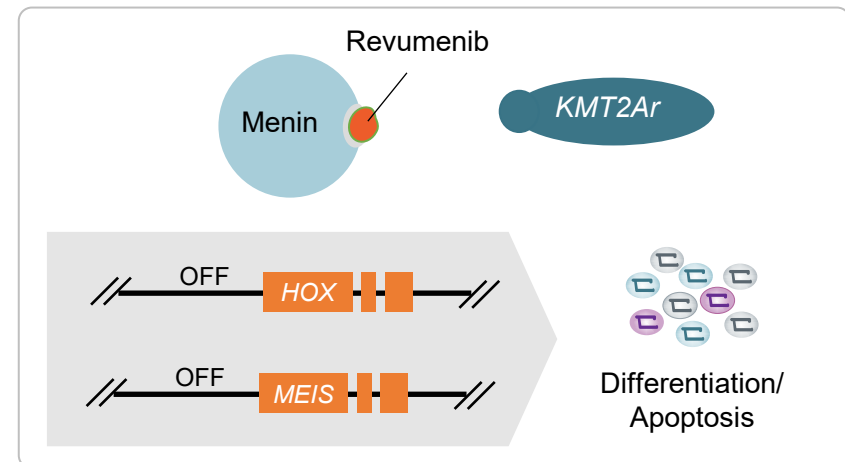 Revumenib
Menin
KMT2Ar
OFF
HOX
OFF
MEIS
Differentiation/
Apoptosis